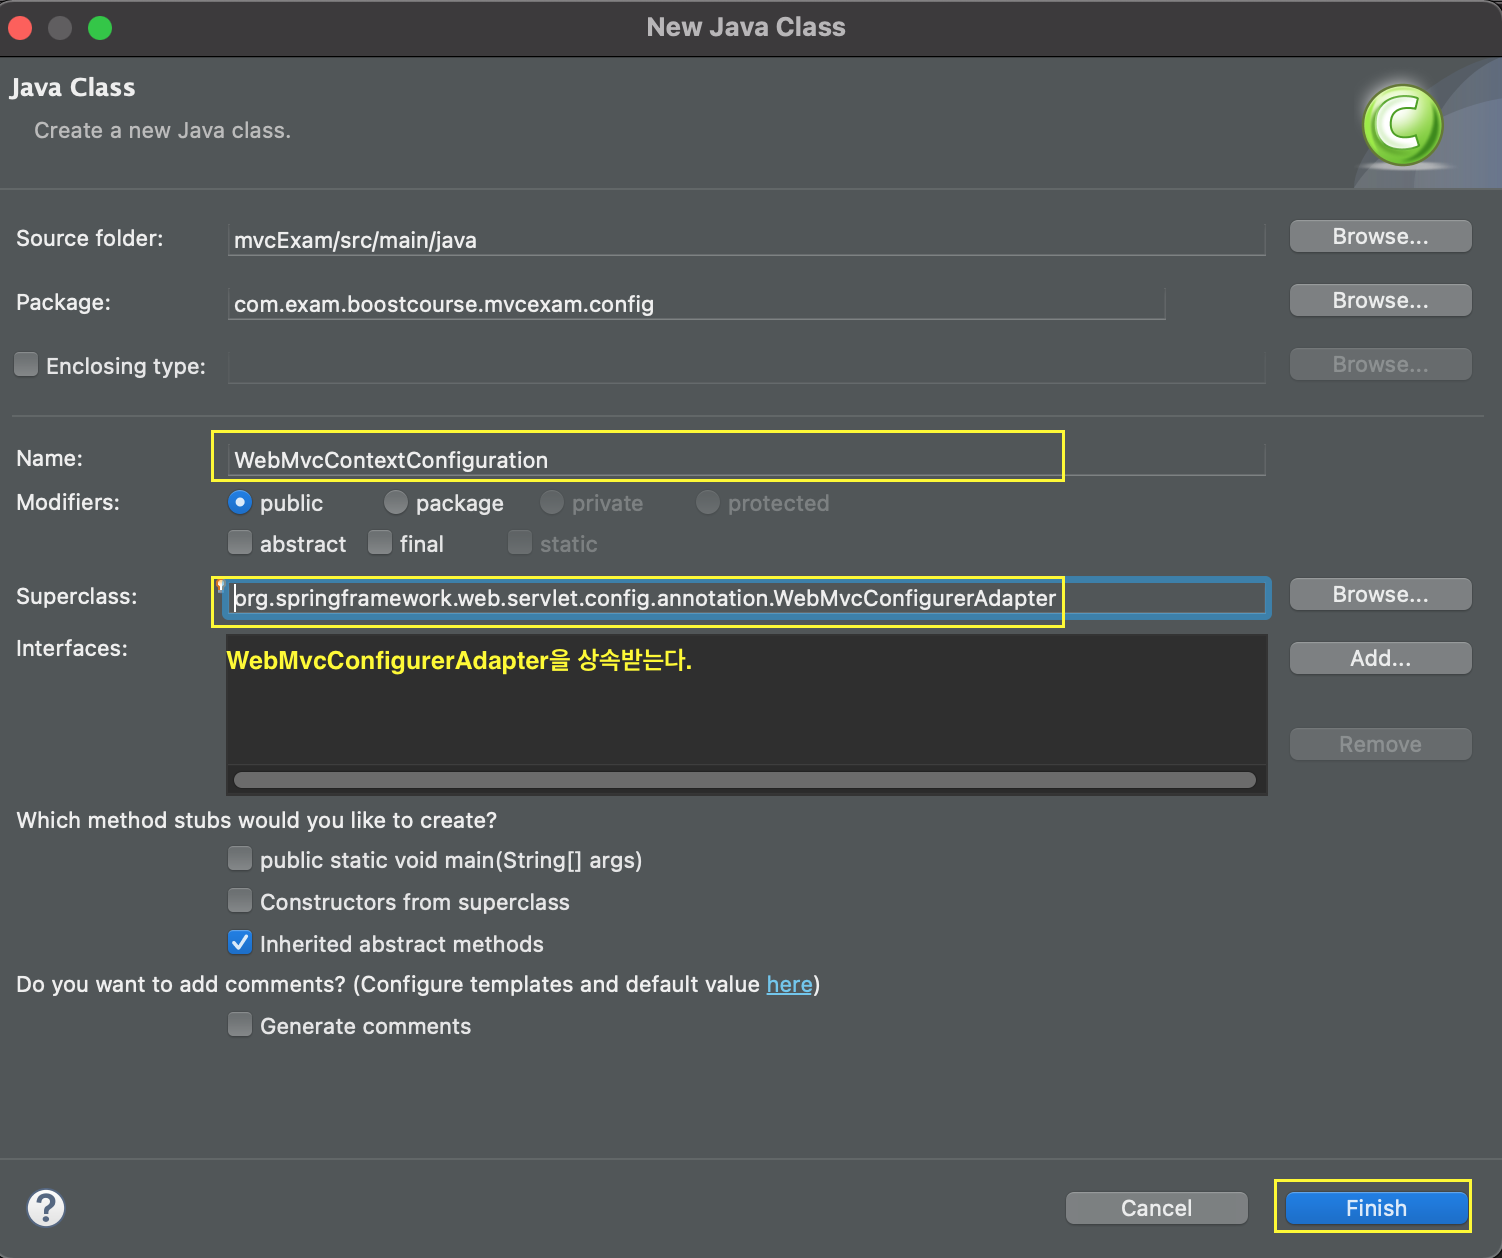 New Java Class
Java Class
Create a new Java class.
Source folder: mvcExam/src/main/java Browse...
Package: com.exam.boostcourse.mvcexam.config Browse...
Enclosing type: Browse...
Name: WebMvcContextConfiguration
Modifiers: public package private protected
abstract final static
Superclass: org.springframework.web.servlet.config.annotation.WebMvcConfigurerAdapter Browse...
Interfaces: WebMvcConfigurerAdapter을 상속받는다. Add...
Remove
Which method stubs would you like to create?
public static void main(String[] args)
Constructors from superclass
Inherited abstract methods
Do you want to add comments? (Configure templates and default value here)
Generate comments
? Cancel Finish